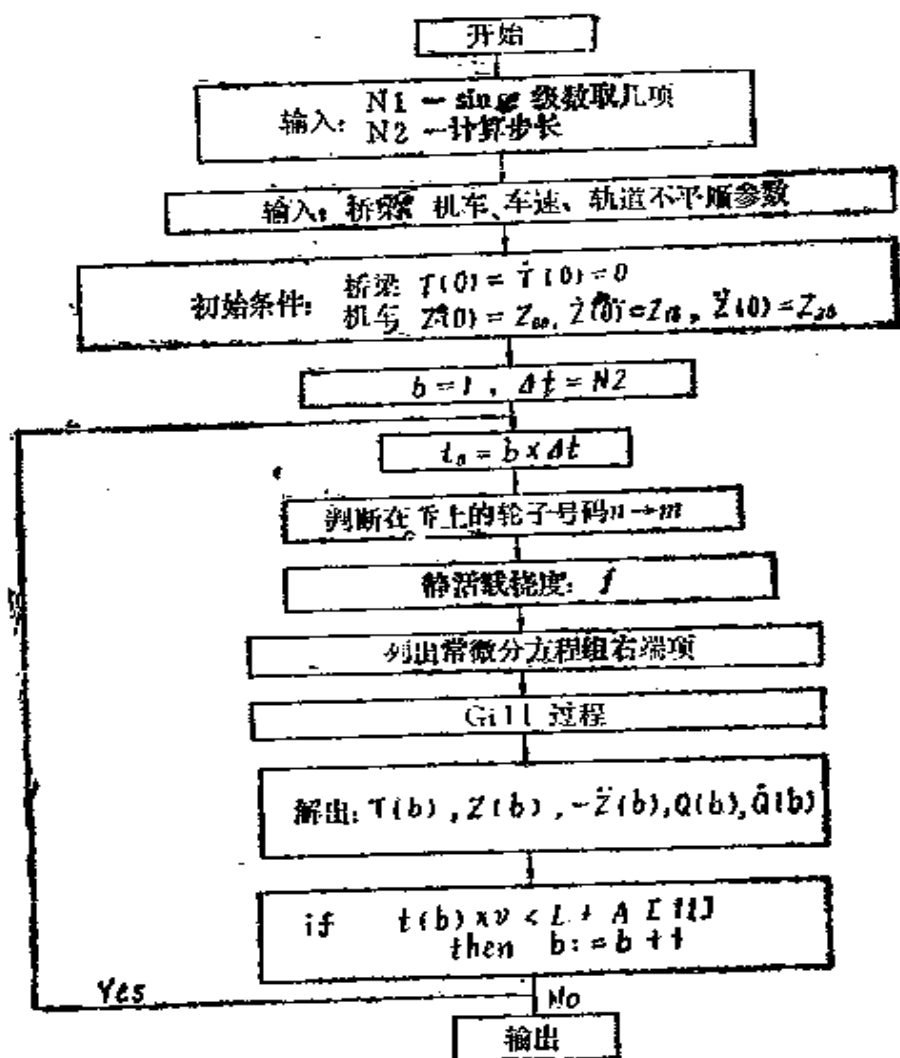 开始
输入: N1 - sin 级数取几项
N2 - 计算步长
输入: 桥梁 机车、车速、轨道不平顺参数
初始条件: 桥梁 T(0) = Ṫ(0) = 0
机车 Z(0) = Z₀₀, Ż(0) = Z₁₀, Z̈(0) = Z₂₀
b = 1 , Δt = N2
t₀ = b × Δt
判断在 上的轮子号码n→m
静活载挠度: f
列出常微分方程组右端项
Gill 过程
解出: T(b) , Z(b) , -Z̈(b), Q(b), Q̇(b)
if t(b)×v < L + A [11]
then b: = b + 1
Yes
No
输出